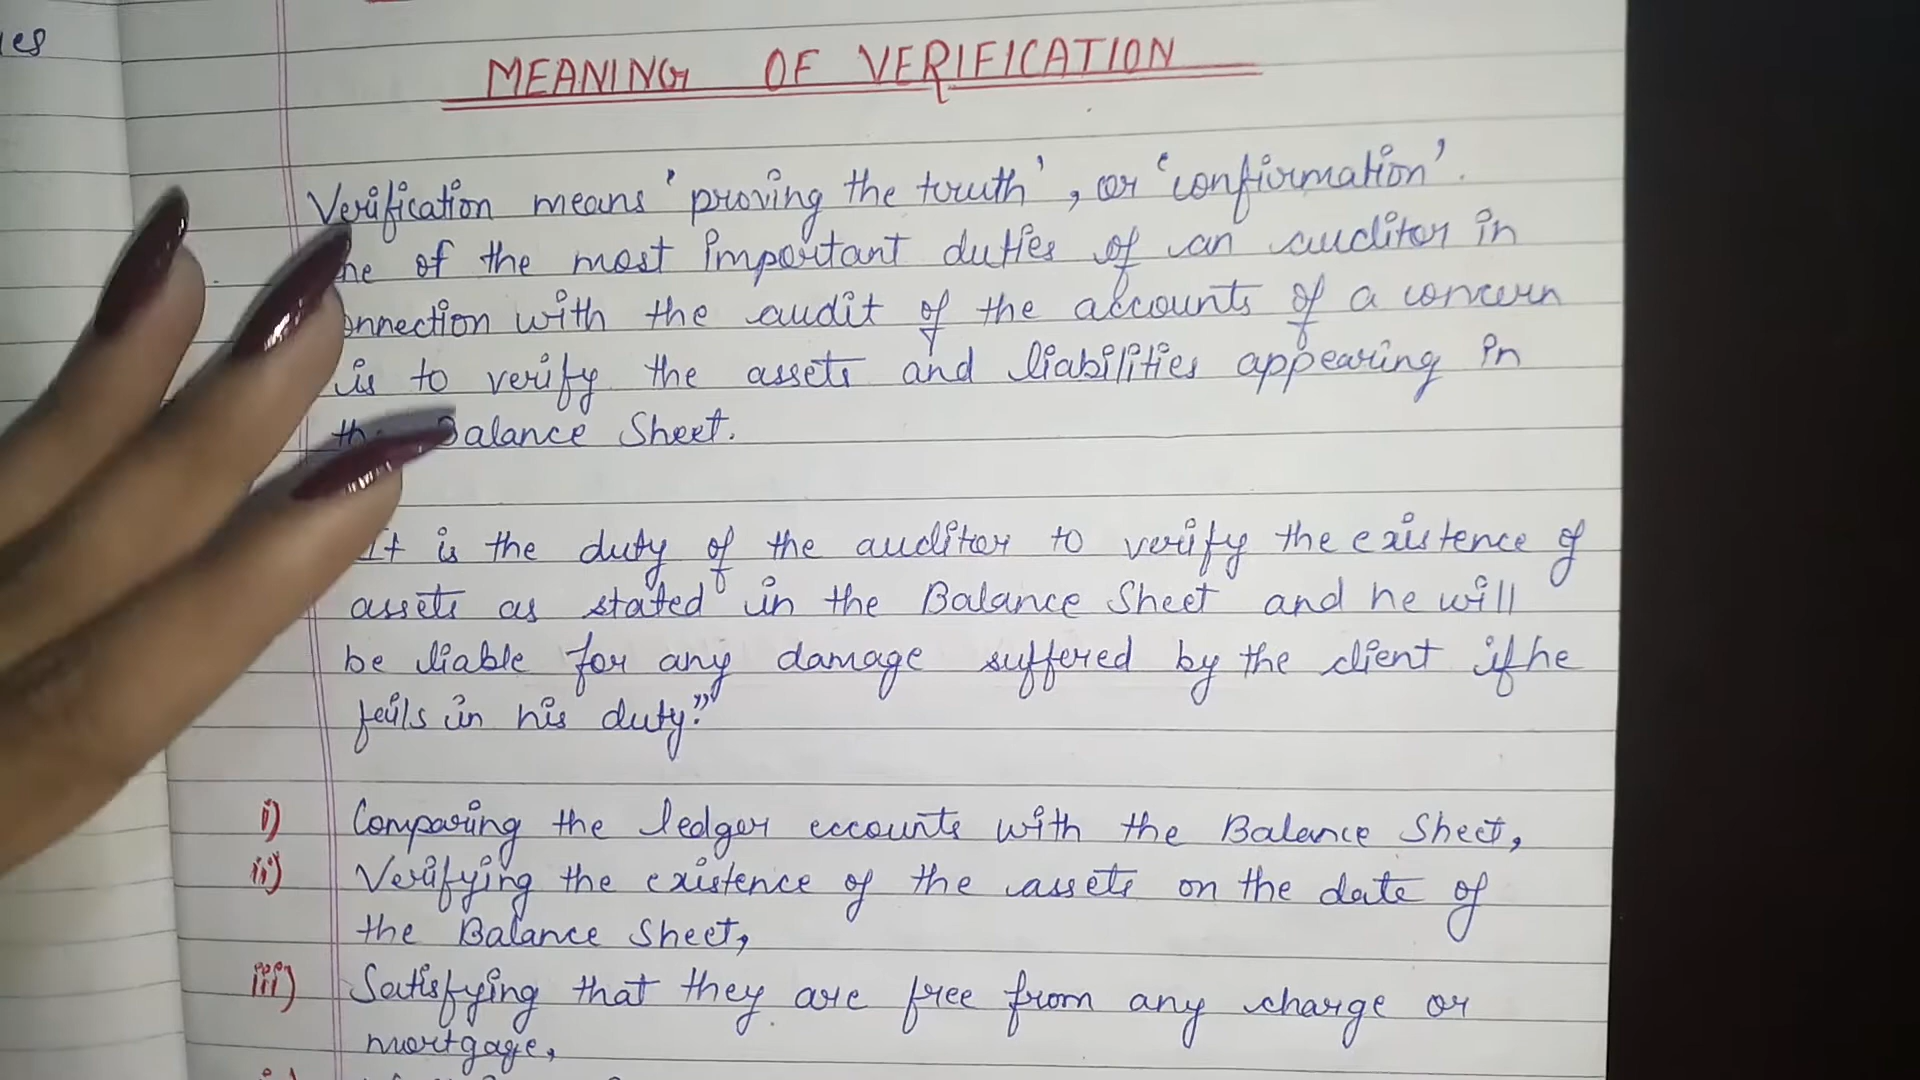 es
MEANING OF VERIFICATION
Verification means 'proving the truth', or 'confirmation'.
he of the most important duties of an auditor in
onnection with the audit of the accounts of a concern
is to verify the assets and liabilities appearing in
Balance Sheet.
It is the duty of the auditor to verify the existence of
assets as stated in the Balance Sheet and he will
be liable for any damage suffered by the client if he
fails in his duty."
i) Comparing the ledger accounts with the Balance Sheet,
ii) Verifying the existence of the assets on the date of
the Balance Sheet,
iii) Satisfying that they are free from any charge or
mortgage,